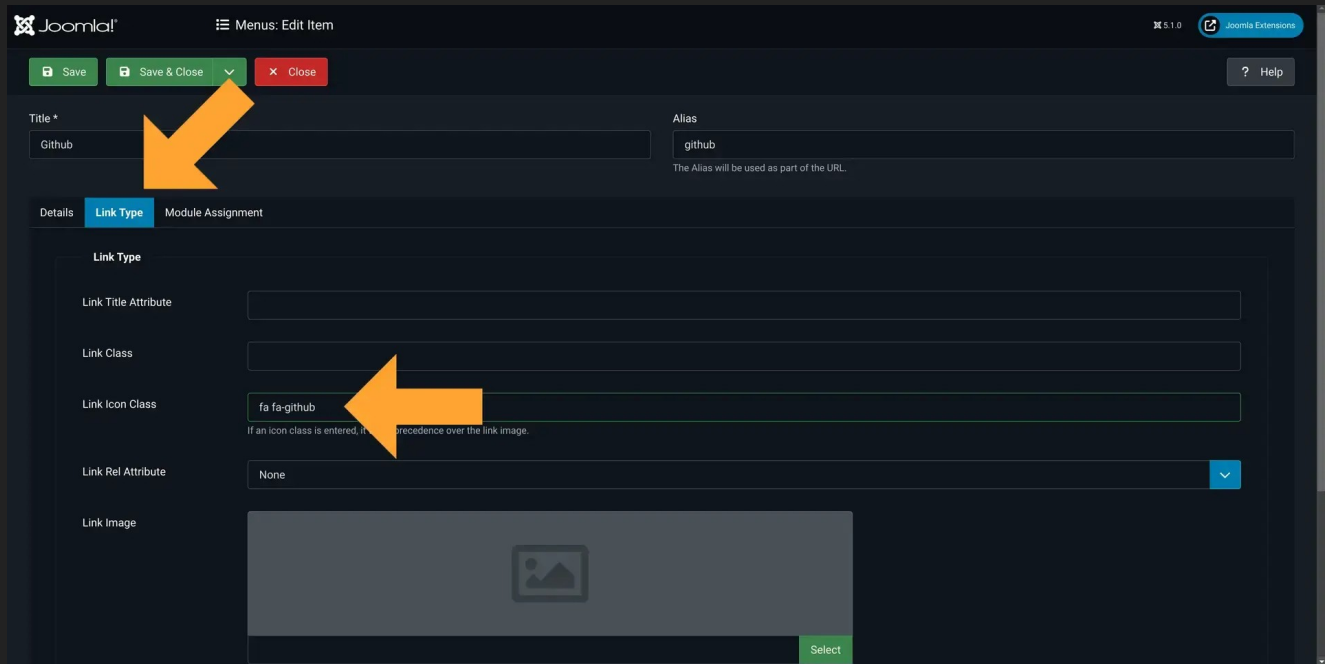 Joomla!®
Menus: Edit Item
5.1.0
Joomla Extensions
Save
Save & Close
Close
? Help
Title *
Alias
Github
github
The Alias will be used as part of the URL.
Details
Link Type
Module Assignment
Link Type
Link Title Attribute
Link Class
Link Icon Class
fa fa-github
If an icon class is entered, it precedence over the link image.
Link Rel Attribute
None
Link Image
Select